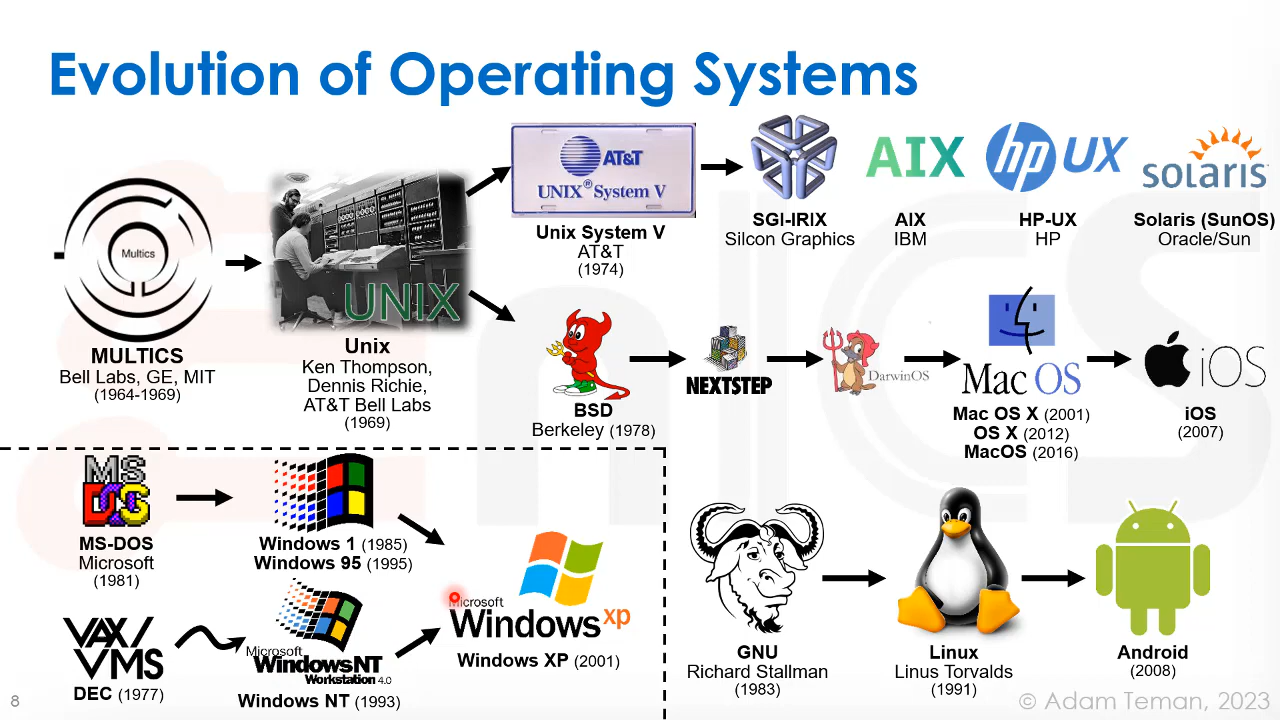 Evolution of Operating Systems
Multics
MULTICS
Bell Labs, GE, MIT
(1964-1969)
UNIX
Unix
Ken Thompson,
Dennis Richie,
AT&T Bell Labs
(1969)
AT&T
UNIX® System V
Unix System V
AT&T
(1974)
SGI-IRIX
Silcon Graphics
AIX
AIX
IBM
hp UX
HP-UX
HP
solaris
Solaris (SunOS)
Oracle/Sun
BSD
Berkeley (1978)
NEXTSTEP
DarwinOS
Mac OS
Mac OS X (2001)
OS X (2012)
MacOS (2016)
iOS
iOS
(2007)
MS
DOS
MS-DOS
Microsoft
(1981)
Windows 1 (1985)
Windows 95 (1995)
VAX/
VMS
DEC (1977)
Microsoft
WindowsNT
Workstation 4.0
Windows NT (1993)
Microsoft
Windows xp
Windows XP (2001)
GNU
Richard Stallman
(1983)
Linux
Linus Torvalds
(1991)
Android
(2008)
8
© Adam Teman, 2023